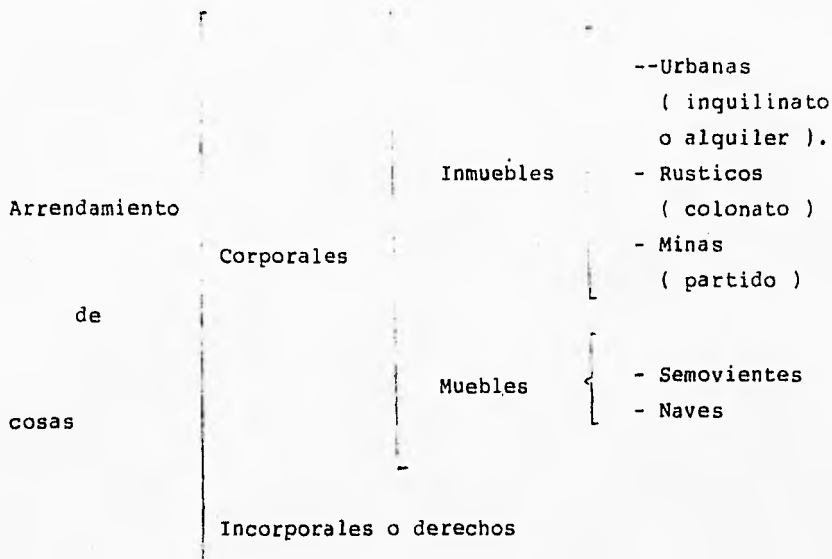 --Urbanas
( inquilinato
o alquiler ).
Inmuebles
- Rusticos
Arrendamiento
( colonato )
- Minas
Corporales
( partido )
de
- Semovientes
Muebles
- Naves
cosas
Incorporales o derechos